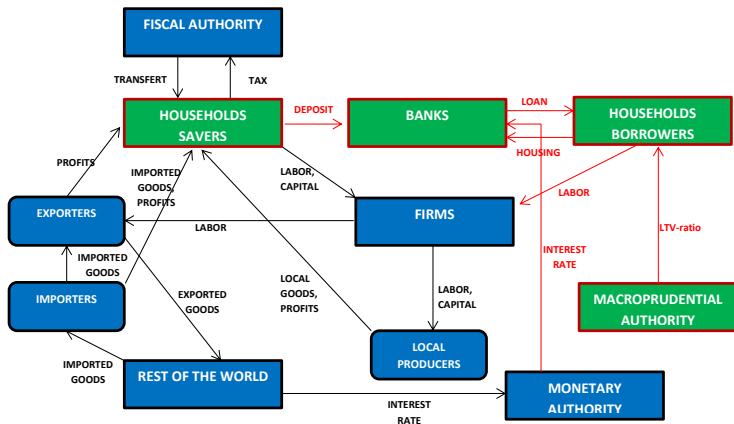 FISCAL AUTHORITY
TRANSFERT
TAX
HOUSEHOLDS
SAVERS
DEPOSIT
BANKS
LOAN
HOUSEHOLDS
BORROWERS
HOUSING
PROFITS
IMPORTED
GOODS,
PROFITS
LABOR,
CAPITAL
LABOR
EXPORTERS
LABOR
FIRMS
LTV-ratio
IMPORTED
GOODS
INTEREST
RATE
IMPORTERS
EXPORTED
GOODS
LOCAL
GOODS,
PROFITS
LABOR,
CAPITAL
MACROPRUDENTIAL
AUTHORITY
LOCAL
PRODUCERS
IMPORTED
GOODS
REST OF THE WORLD
INTEREST
RATE
MONETARY
AUTHORITY